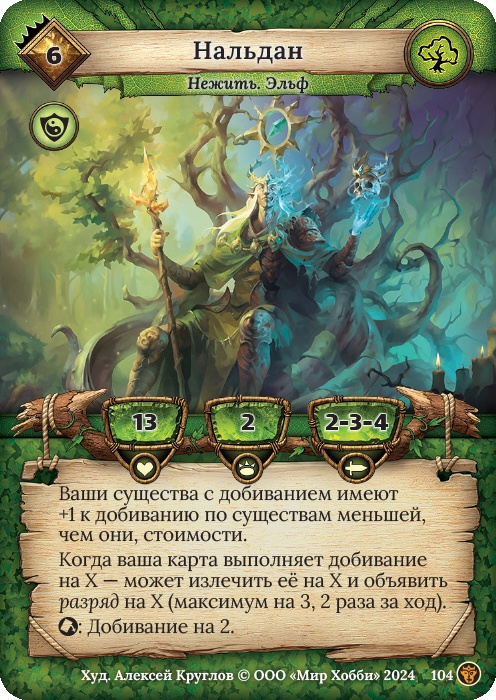 6
Нальдан
Нежить. Эльф
13
2
2-3-4
Ваши существа с добиванием имеют
+1 к добиванию по существам меньшей,
чем они, стоимости.
Когда ваша карта выполняет добивание
на X — может излечить её на X и объявить
разряд на X (максимум на 3, 2 раза за ход).
: Добивание на 2.
Худ. Алексей Круглов © ООО «Мир Хобби» 2024 104